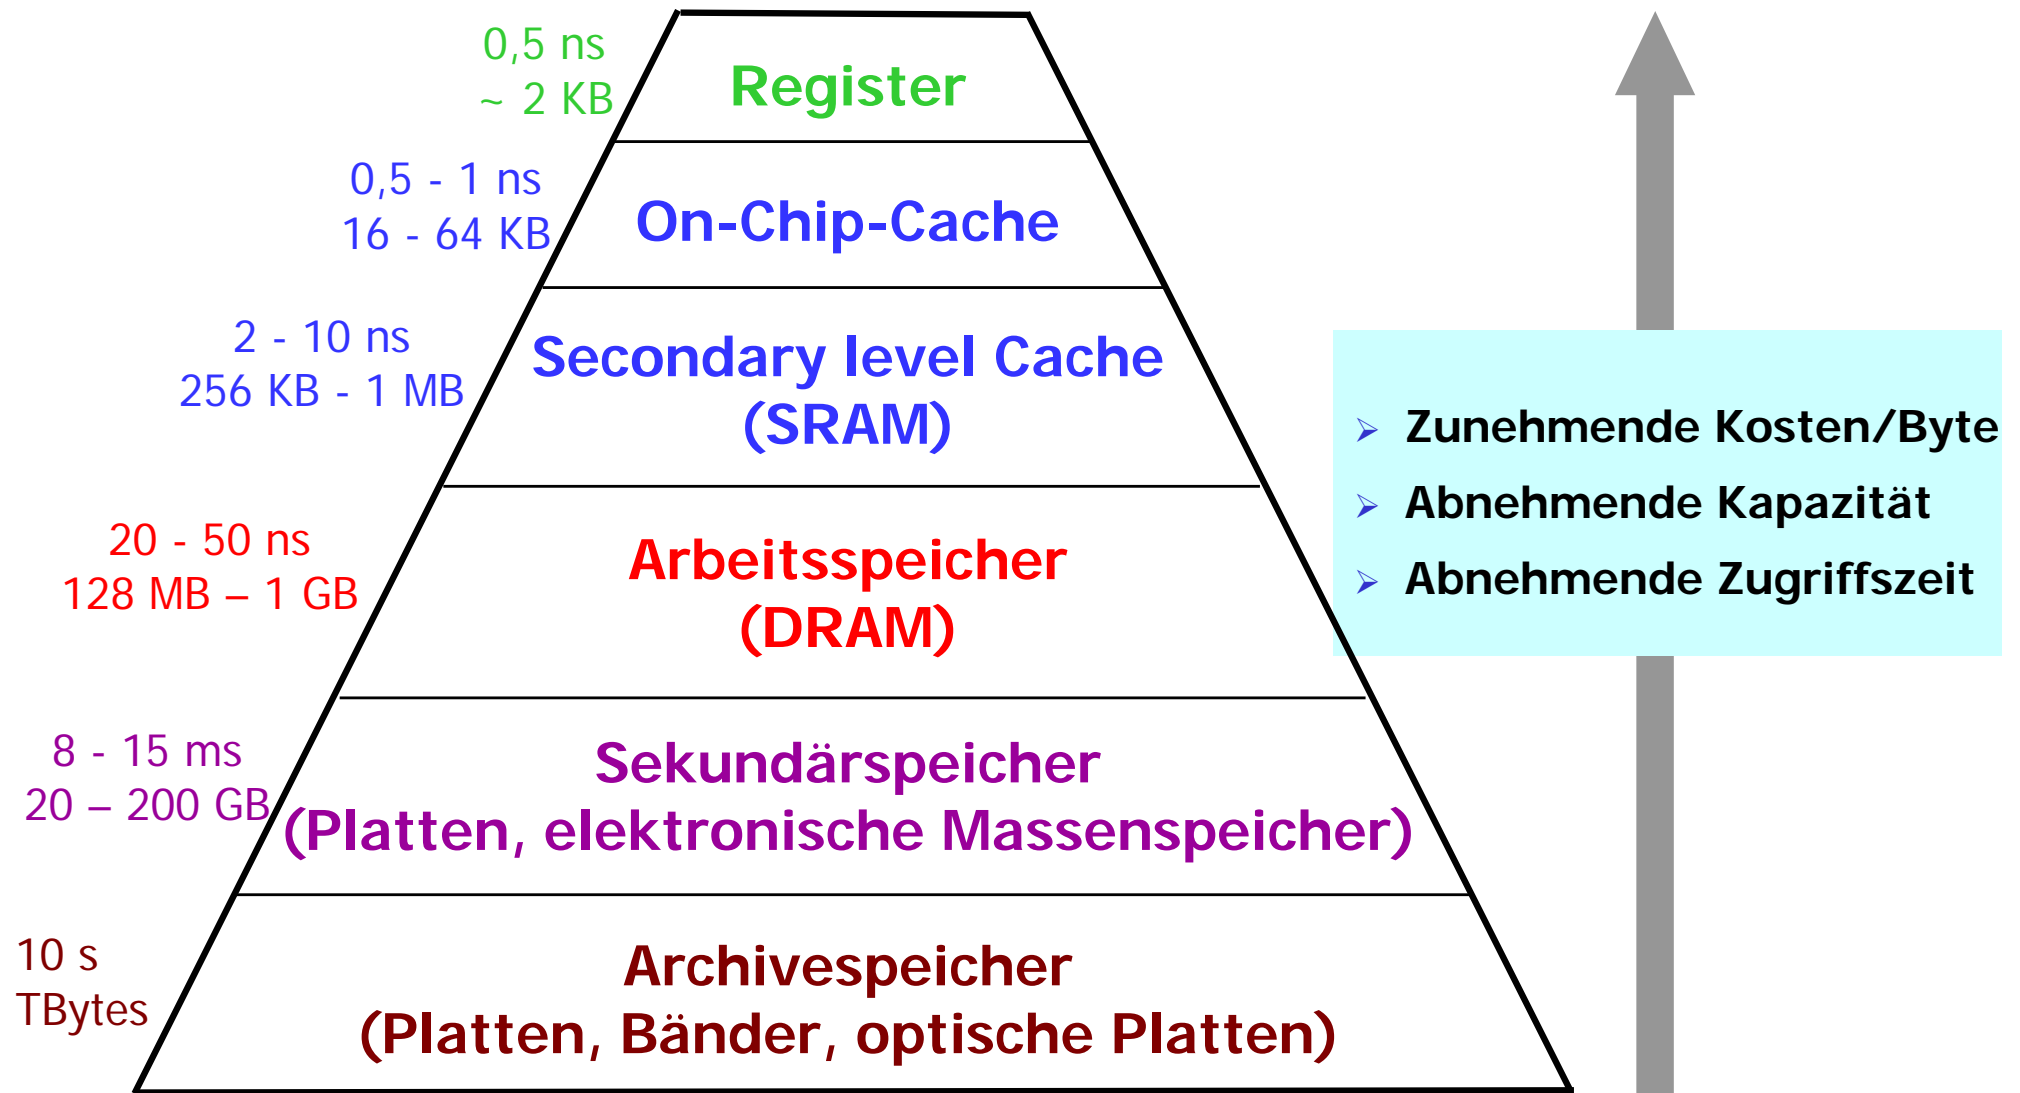 0,5 ns
~ 2 KB
Register
0,5 - 1 ns
16 - 64 KB
On-Chip-Cache
2 - 10 ns
256 KB - 1 MB
Secondary level Cache
(SRAM)
20 - 50 ns
128 MB – 1 GB
Arbeitsspeicher
(DRAM)
8 - 15 ms
20 – 200 GB
Sekundärspeicher
(Platten, elektronische Massenspeicher)
10 s
TBytes
Archivespeicher
(Platten, Bänder, optische Platten)
➢ Zunehmende Kosten/Byte
➢ Abnehmende Kapazität
➢ Abnehmende Zugriffszeit